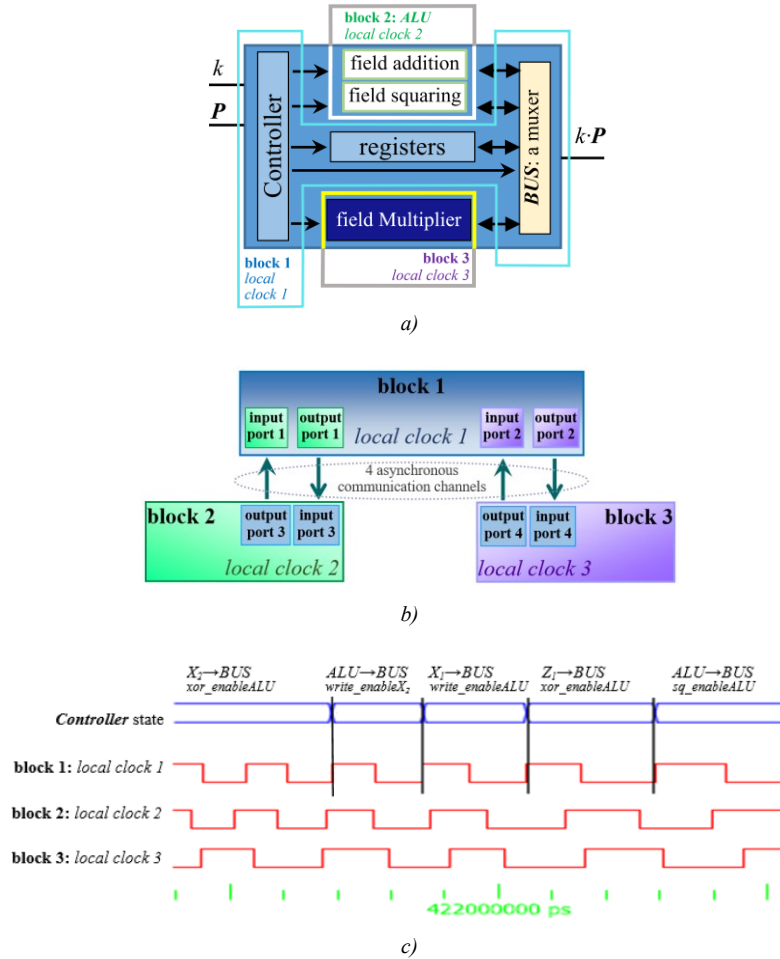 block 2: ALU
local clock 2
k
P
Controller
field addition
field squaring
registers
field Multiplier
BUS: a muxer
k·P
block 1
local
clock 1
block 3
local clock 3
a)
block 1
input
port 1
output
port 1
local clock 1
input
port 2
output
port 2
4 asynchronous
communication channels
block 2
output
port 3
input
port 3
local clock 2
output
port 4
input
port 4
block 3
local clock 3
b)
X₂→BUS
xor_enableALU
ALU→BUS
write_enableX₂
X₁→BUS
write_enableALU
Z₁→BUS
xor_enableALU
ALU→BUS
sq_enableALU
Controller state
block 1: local clock 1
block 2: local clock 2
block 3: local clock 3
422000000 ps
c)